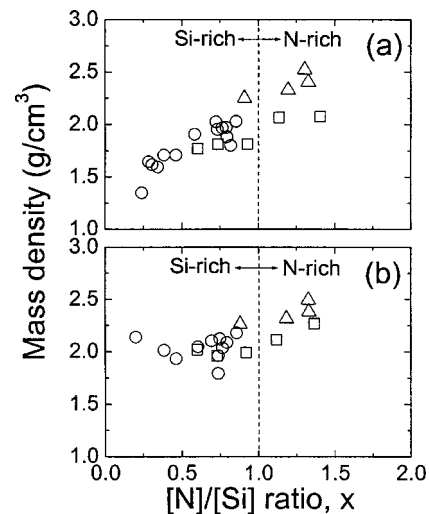 Si-rich N-rich (a)
3.0
2.5
2.0
1.5
1.0
Mass density (g/cm³)
Si-rich N-rich (b)
3.0
2.5
2.0
1.5
1.0
0.0 0.5 1.0 1.5 2.0
[N]/[Si] ratio, x